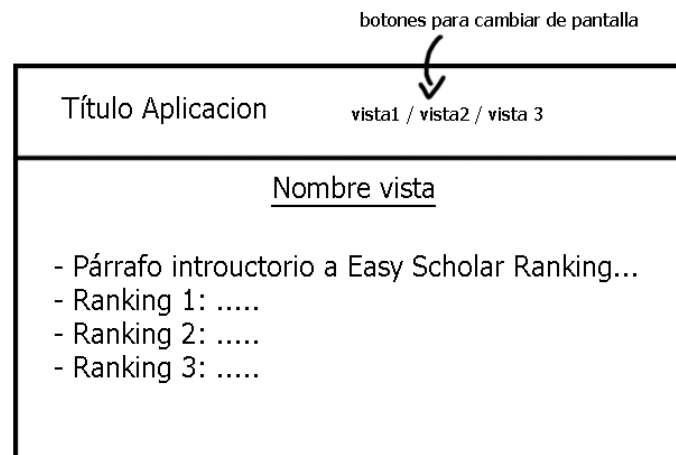 botones para cambiar de pantalla
Título Aplicacion
vista1 / vista2 / vista 3
Nombre vista
- Párrafo introuctorio a Easy Scholar Ranking...
- Ranking 1: .....
- Ranking 2: .....
- Ranking 3: .....